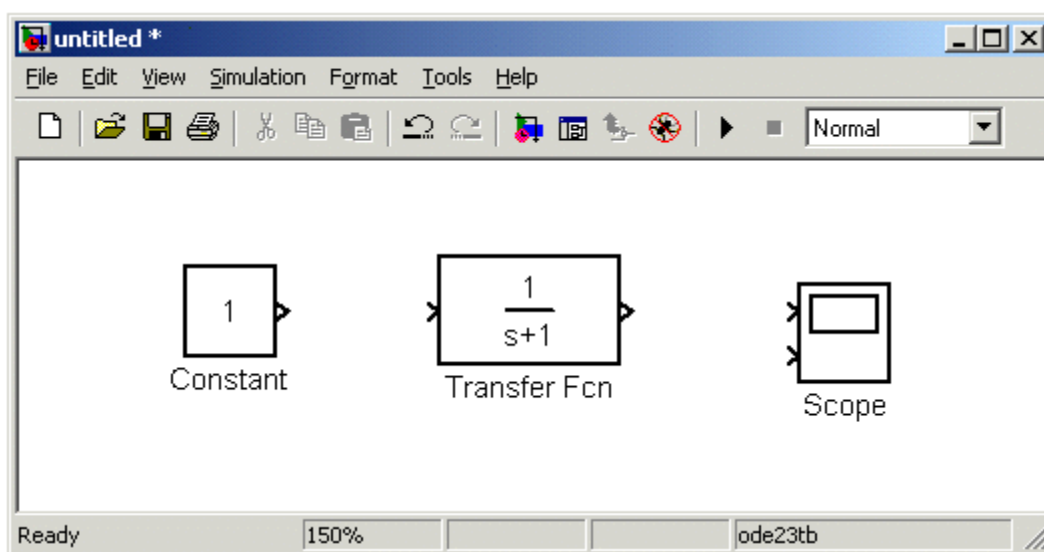 untitled *
File Edit View Simulation Format Tools Help
Normal
1
1
s+1
Constant
Transfer Fcn
Scope
Ready 150% ode23tb